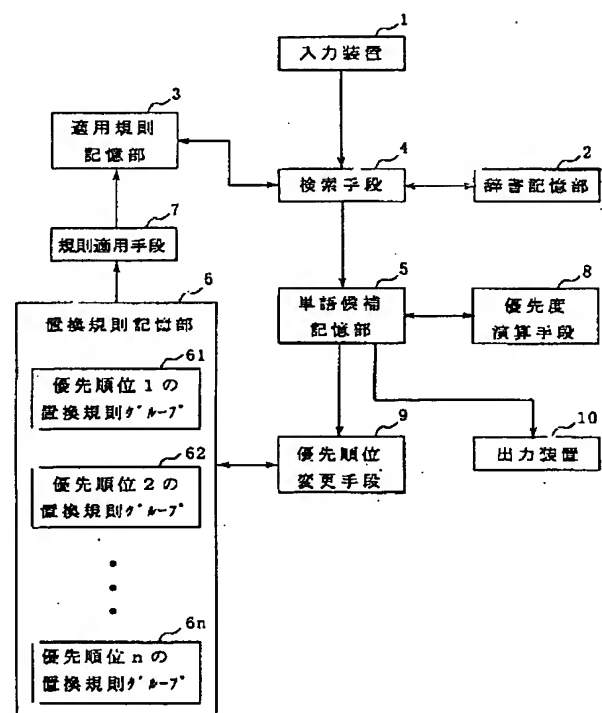 1
入力装置
3
適用規則
記憶部
4
検索手段
2
辞書記憶部
7
規則適用手段
5
単語候補
記憶部
8
優先度
演算手段
6
置換規則記憶部
61
優先順位1の
置換規則グループ
62
優先順位2の
置換規則グループ
9
優先順位
変更手段
10
出力装置
6n
優先順位nの
置換規則グループ